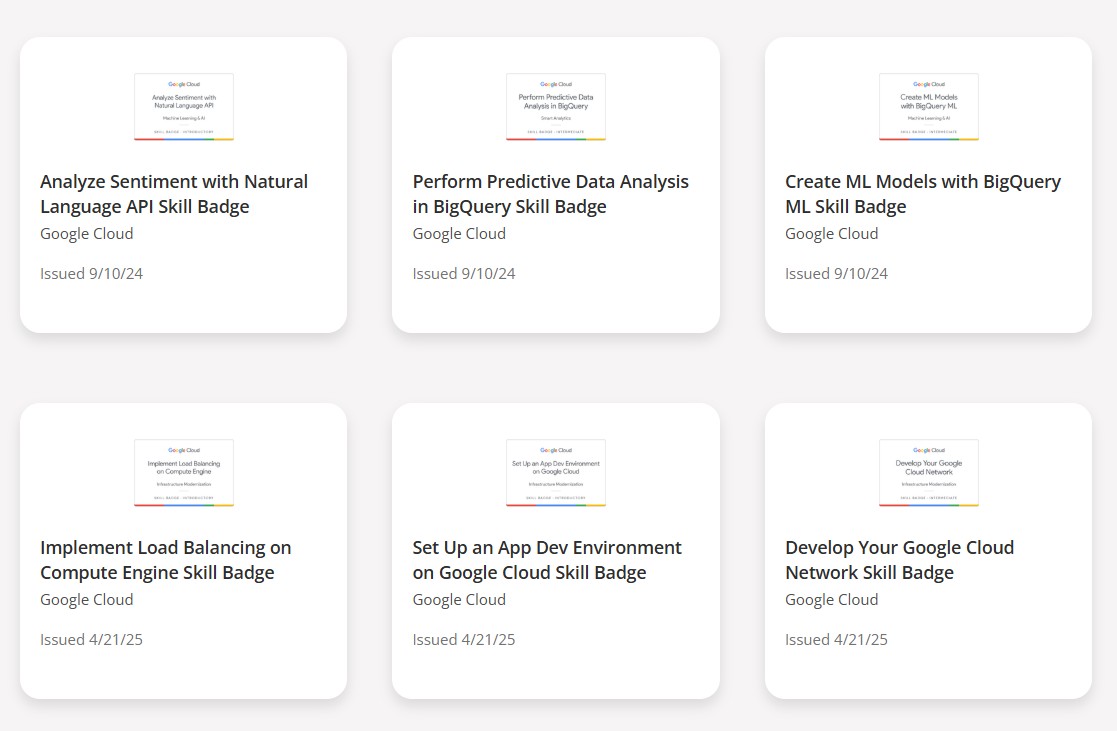 Google Cloud
Analyze Sentiment with
Natural Language API
Machine Learning & AI
SKILL BADGE · INTRODUCTORY
Analyze Sentiment with Natural
Language API Skill Badge
Google Cloud
Issued 9/10/24
Google Cloud
Perform Predictive Data
Analysis in BigQuery
Smart Analytics
SKILL BADGE · INTERMEDIATE
Perform Predictive Data Analysis
in BigQuery Skill Badge
Google Cloud
Issued 9/10/24
Google Cloud
Create ML Models
with BigQuery ML
Machine Learning & AI
SKILL BADGE · INTERMEDIATE
Create ML Models with BigQuery
ML Skill Badge
Google Cloud
Issued 9/10/24
Google Cloud
Implement Load Balancing
on Compute Engine
Infrastructure Modernization
SKILL BADGE · INTRODUCTORY
Implement Load Balancing on
Compute Engine Skill Badge
Google Cloud
Issued 4/21/25
Google Cloud
Set Up an App Dev Environment
on Google Cloud
Infrastructure Modernization
SKILL BADGE · INTRODUCTORY
Set Up an App Dev Environment
on Google Cloud Skill Badge
Google Cloud
Issued 4/21/25
Google Cloud
Develop Your Google
Cloud Network
Infrastructure Modernization
SKILL BADGE · INTERMEDIATE
Develop Your Google Cloud
Network Skill Badge
Google Cloud
Issued 4/21/25